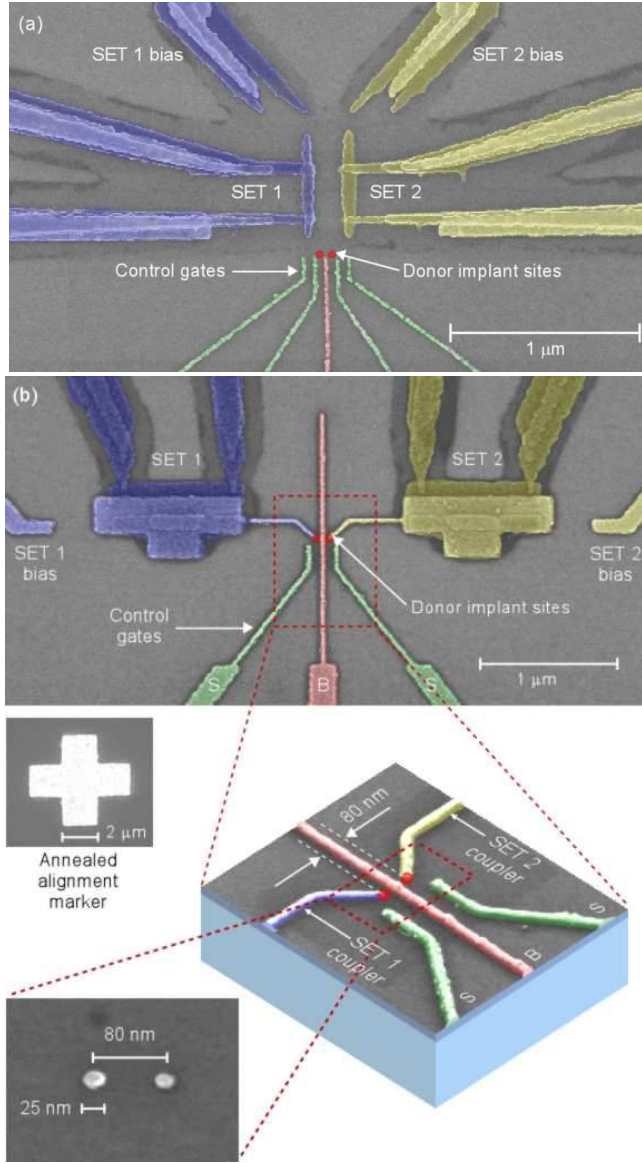 (a)
SET 1 bias
SET 2 bias
SET 1
SET 2
Control gates
Donor implant sites
1 μm
(b)
SET 1
SET 2
SET 1
bias
SET 2
bias
Donor implant sites
Control
gates
S
B
S
1 μm
2 μm
Annealed
alignment
marker
80 nm
SET 2
coupler
SET 1
coupler
S
B
S
80 nm
25 nm